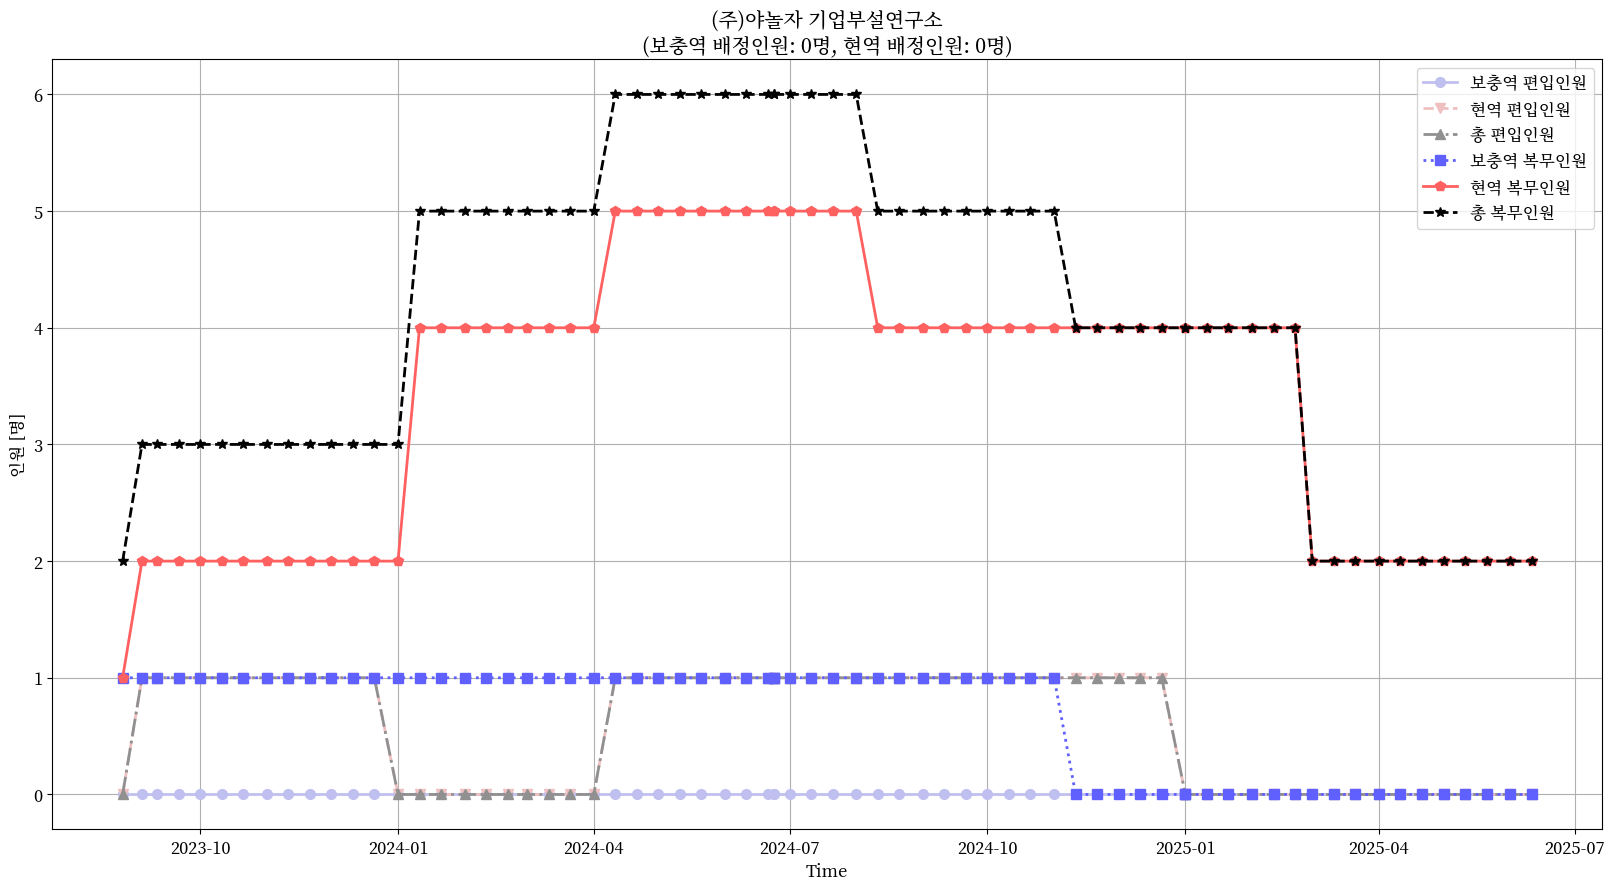 (주)야놀자 기업부설연구소
(보충역 배정인원: 0명, 현역 배정인원: 0명)
보충역 편입인원
현역 편입인원
총 편입인원
보충역 복무인원
현역 복무인원
총 복무인원
인원 [명]
6
5
4
3
2
1
0
2023-10
2024-01
2024-04
2024-07
2024-10
2025-01
2025-04
2025-07
Time